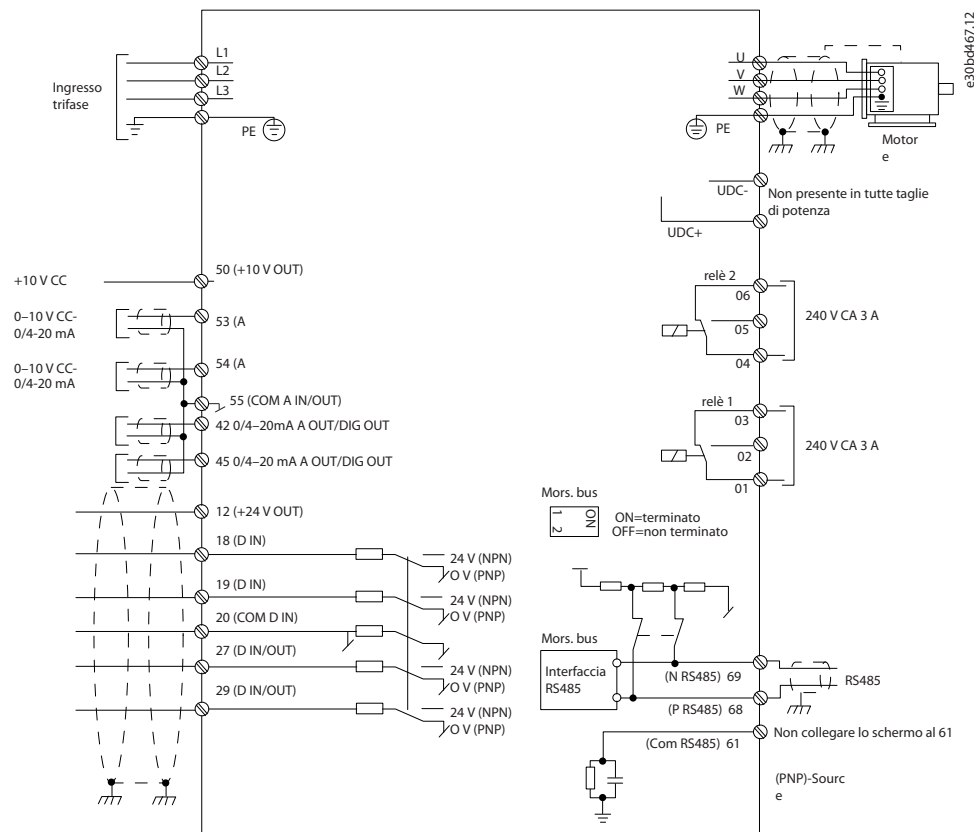 e30bd467.12
Ingresso
trifase
L1
L2
L3
PE
U
V
W
PE
Motor
e
UDC-
Non presente in tutte taglie
di potenza
UDC+
+10 V CC
50 (+10 V OUT)
0–10 V CC-
0/4-20 mA
53 (A
0–10 V CC-
0/4-20 mA
54 (A
55 (COM A IN/OUT)
42 0/4–20mA A OUT/DIG OUT
45 0/4–20 mA A OUT/DIG OUT
12 (+24 V OUT)
18 (D IN)
24 V (NPN)
O V (PNP)
19 (D IN)
24 V (NPN)
O V (PNP)
20 (COM D IN)
27 (D IN/OUT)
24 V (NPN)
O V (PNP)
29 (D IN/OUT)
24 V (NPN)
O V (PNP)
relè 2
06
05
04
240 V CA 3 A
relè 1
03
02
01
240 V CA 3 A
Mors. bus
1 2
ON
ON=terminato
OFF=non terminato
Mors. bus
Interfaccia
RS485
(N RS485) 69
RS485
(P RS485) 68
(Com RS485) 61
Non collegare lo schermo al 61
(PNP)-Sourc
e